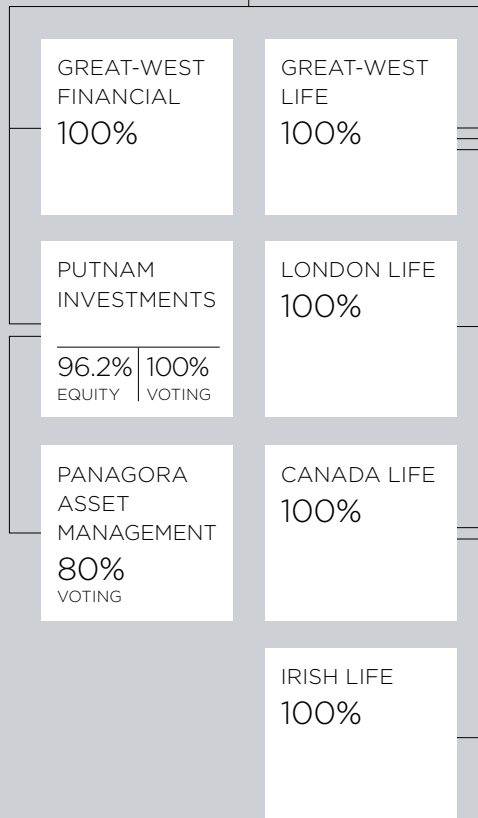 GREAT-WEST
FINANCIAL
100%
GREAT-WEST
LIFE
100%
PUTNAM
INVESTMENTS
96.2% 100%
EQUITY VOTING
LONDON LIFE
100%
PANAGORA
ASSET
MANAGEMENT
80%
VOTING
CANADA LIFE
100%
IRISH LIFE
100%